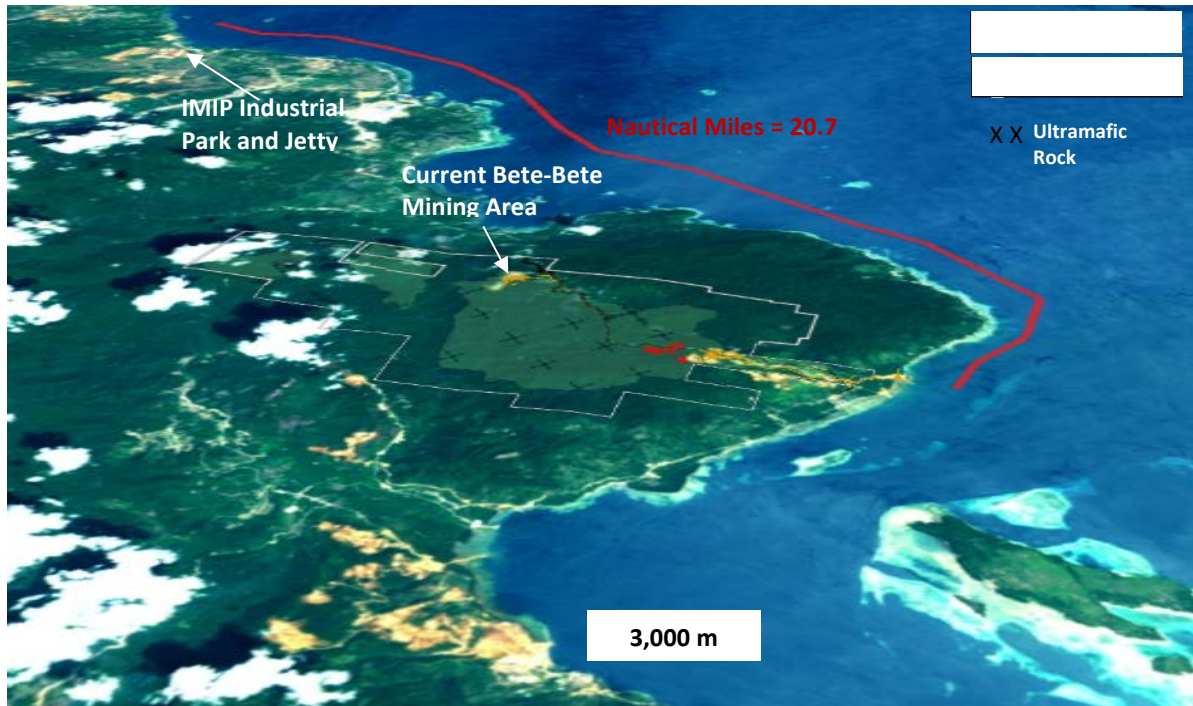 IMIP Industrial
Park and Jetty
Nautical Miles = 20.7
X X Ultramafic
Rock
Current Bete-Bete
Mining Area
3,000 m